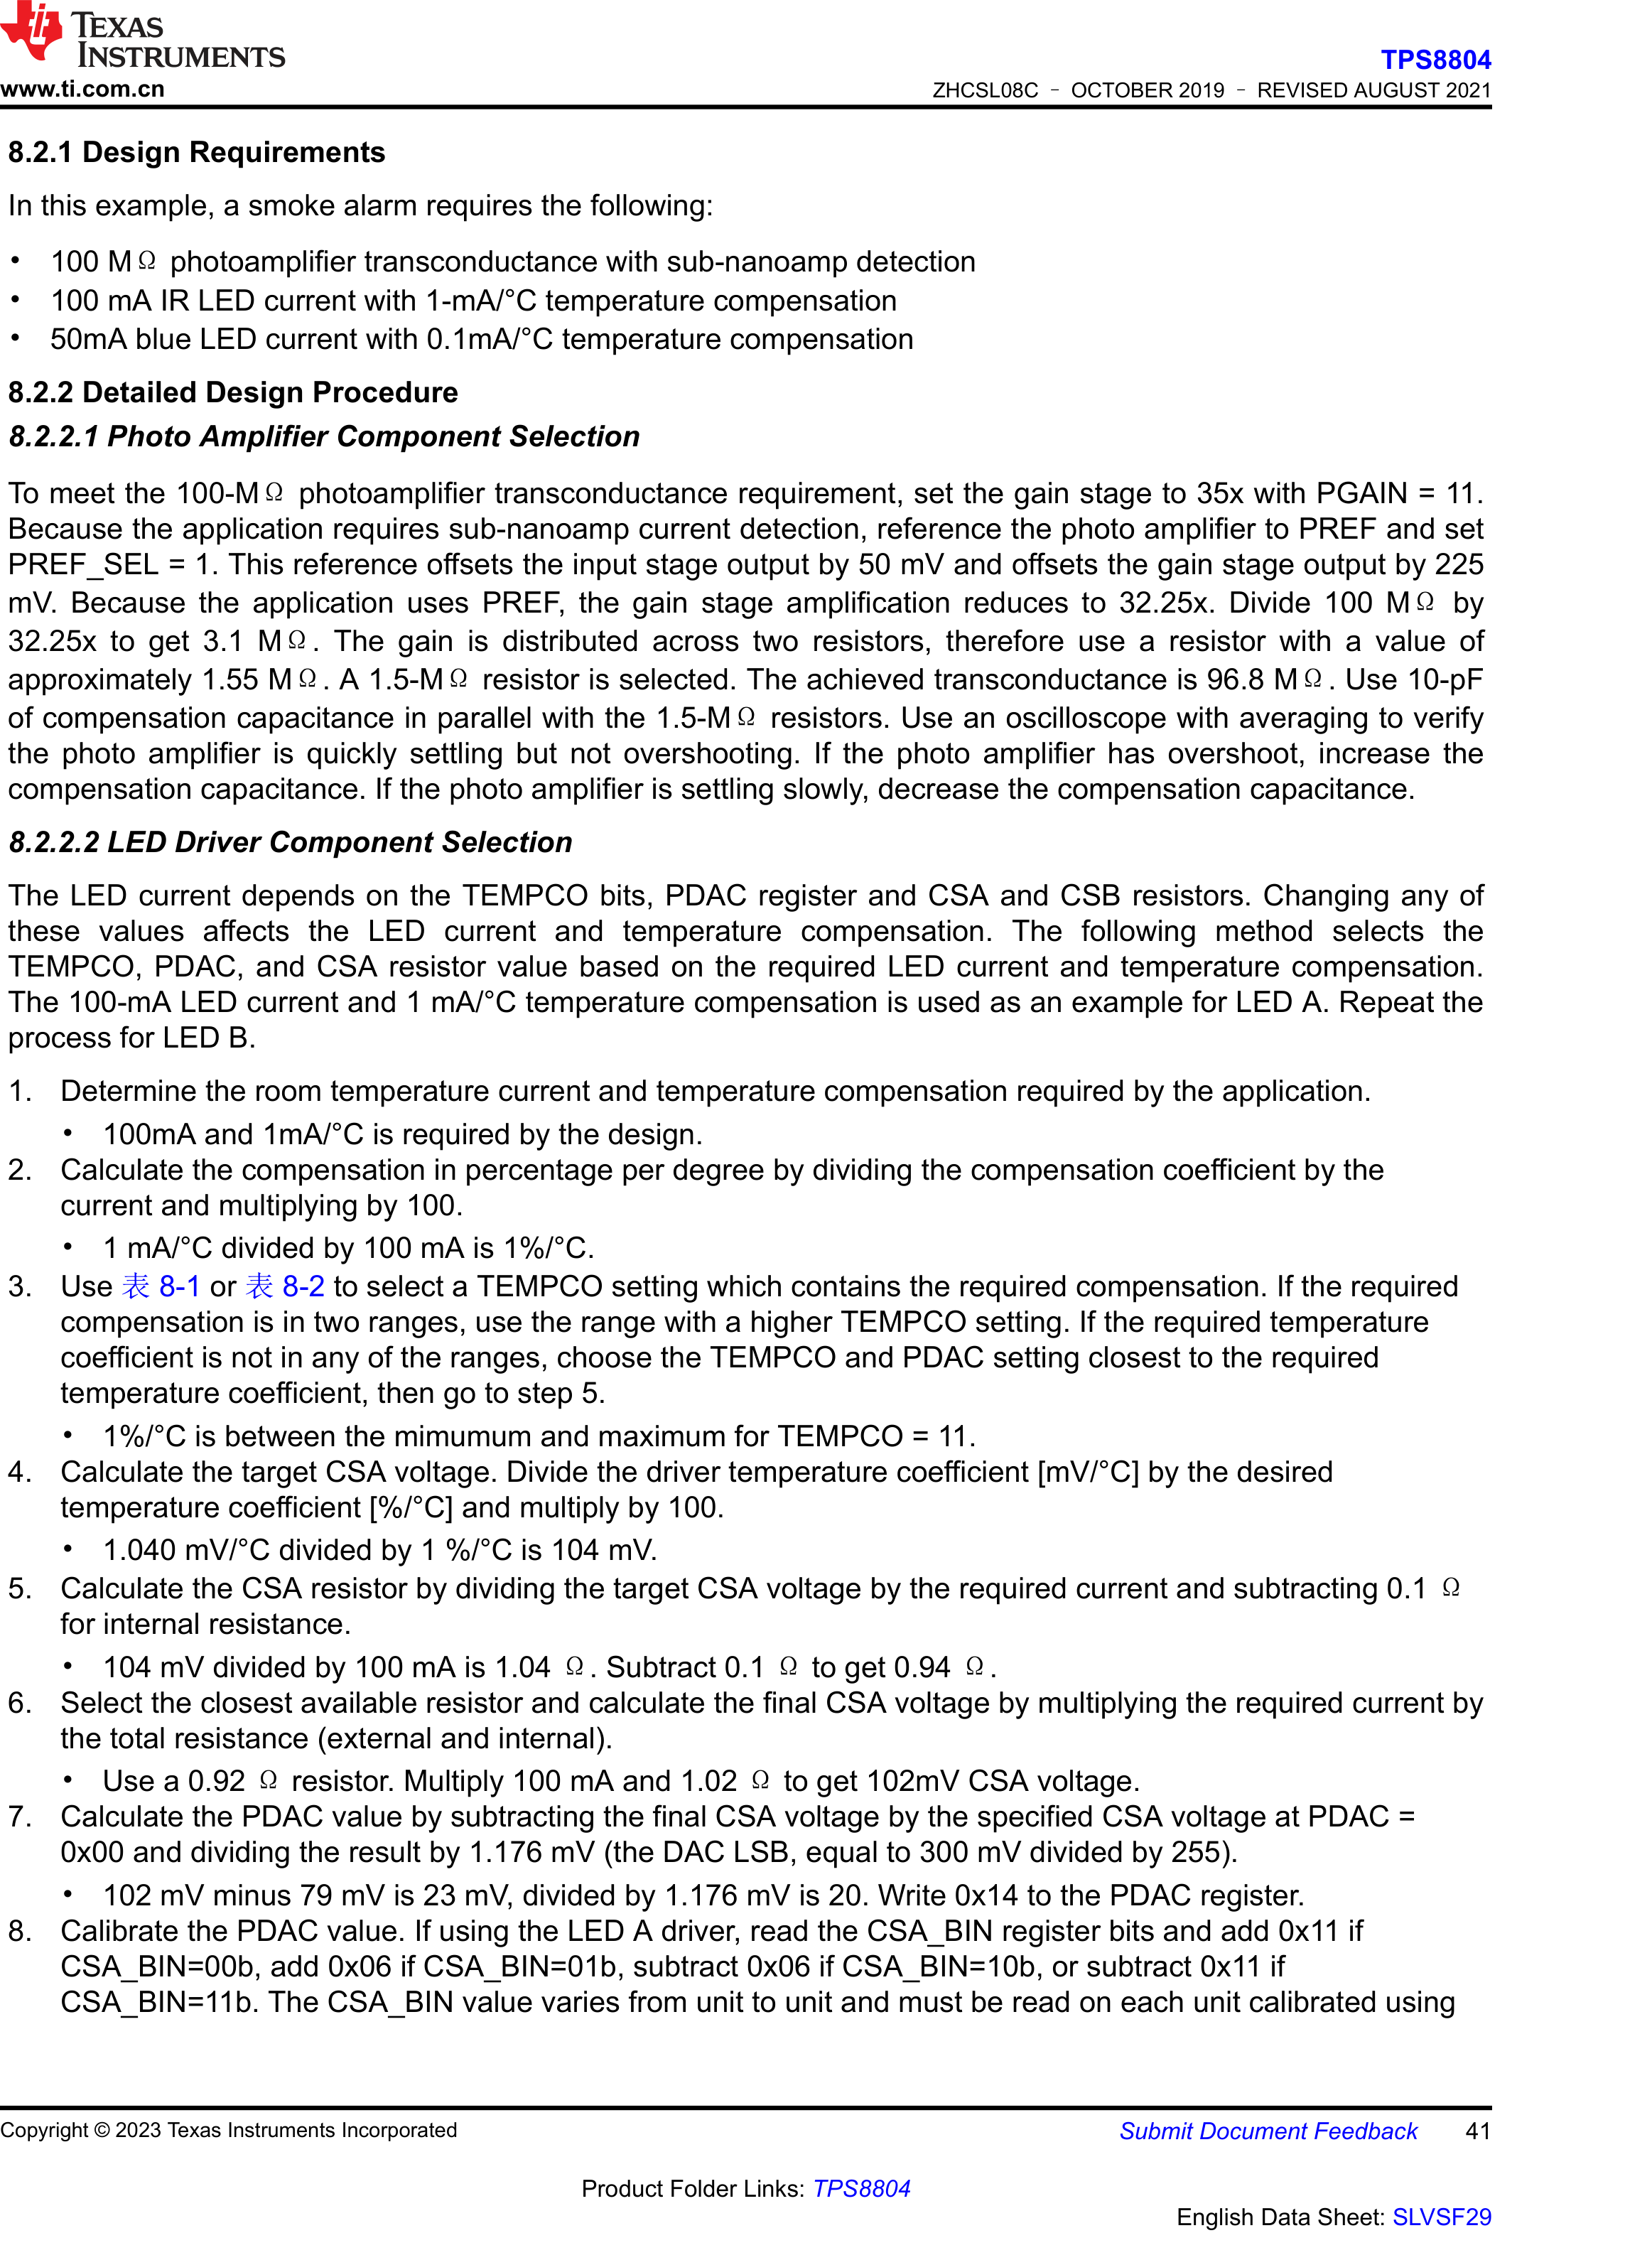 TEXAS
INSTRUMENTS
www.ti.com.cn
TPS8804
ZHCSL08C – OCTOBER 2019 – REVISED AUGUST 2021
8.2.1 Design Requirements
In this example, a smoke alarm requires the following:
• 100 MΩ photoamplifier transconductance with sub-nanoamp detection
• 100 mA IR LED current with 1-mA/°C temperature compensation
• 50mA blue LED current with 0.1mA/°C temperature compensation
8.2.2 Detailed Design Procedure
8.2.2.1 Photo Amplifier Component Selection
To meet the 100-MΩ photoamplifier transconductance requirement, set the gain stage to 35x with PGAIN = 11.
Because the application requires sub-nanoamp current detection, reference the photo amplifier to PREF and set
PREF_SEL = 1. This reference offsets the input stage output by 50 mV and offsets the gain stage output by 225
mV. Because the application uses PREF, the gain stage amplification reduces to 32.25x. Divide 100 MΩ by
32.25x to get 3.1 MΩ. The gain is distributed across two resistors, therefore use a resistor with a value of
approximately 1.55 MΩ. A 1.5-MΩ resistor is selected. The achieved transconductance is 96.8 MΩ. Use 10-pF
of compensation capacitance in parallel with the 1.5-MΩ resistors. Use an oscilloscope with averaging to verify
the photo amplifier is quickly settling but not overshooting. If the photo amplifier has overshoot, increase the
compensation capacitance. If the photo amplifier is settling slowly, decrease the compensation capacitance.
8.2.2.2 LED Driver Component Selection
The LED current depends on the TEMPCO bits, PDAC register and CSA and CSB resistors. Changing any of
these values affects the LED current and temperature compensation. The following method selects the
TEMPCO, PDAC, and CSA resistor value based on the required LED current and temperature compensation.
The 100-mA LED current and 1 mA/°C temperature compensation is used as an example for LED A. Repeat the
process for LED B.
1. Determine the room temperature current and temperature compensation required by the application.
• 100mA and 1mA/°C is required by the design.
2. Calculate the compensation in percentage per degree by dividing the compensation coefficient by the
current and multiplying by 100.
• 1 mA/°C divided by 100 mA is 1%/°C.
3. Use 表 8-1 or 表 8-2 to select a TEMPCO setting which contains the required compensation. If the required
compensation is in two ranges, use the range with a higher TEMPCO setting. If the required temperature
coefficient is not in any of the ranges, choose the TEMPCO and PDAC setting closest to the required
temperature coefficient, then go to step 5.
• 1%/°C is between the mimumum and maximum for TEMPCO = 11.
4. Calculate the target CSA voltage. Divide the driver temperature coefficient [mV/°C] by the desired
temperature coefficient [%/°C] and multiply by 100.
• 1.040 mV/°C divided by 1 %/°C is 104 mV.
5. Calculate the CSA resistor by dividing the target CSA voltage by the required current and subtracting 0.1 Ω
for internal resistance.
• 104 mV divided by 100 mA is 1.04 Ω. Subtract 0.1 Ω to get 0.94 Ω.
6. Select the closest available resistor and calculate the final CSA voltage by multiplying the required current by
the total resistance (external and internal).
• Use a 0.92 Ω resistor. Multiply 100 mA and 1.02 Ω to get 102mV CSA voltage.
7. Calculate the PDAC value by subtracting the final CSA voltage by the specified CSA voltage at PDAC =
0x00 and dividing the result by 1.176 mV (the DAC LSB, equal to 300 mV divided by 255).
• 102 mV minus 79 mV is 23 mV, divided by 1.176 mV is 20. Write 0x14 to the PDAC register.
8. Calibrate the PDAC value. If using the LED A driver, read the CSA_BIN register bits and add 0x11 if
CSA_BIN=00b, add 0x06 if CSA_BIN=01b, subtract 0x06 if CSA_BIN=10b, or subtract 0x11 if
CSA_BIN=11b. The CSA_BIN value varies from unit to unit and must be read on each unit calibrated using
Copyright © 2023 Texas Instruments Incorporated
Submit Document Feedback 41
Product Folder Links: TPS8804
English Data Sheet: SLVSF29